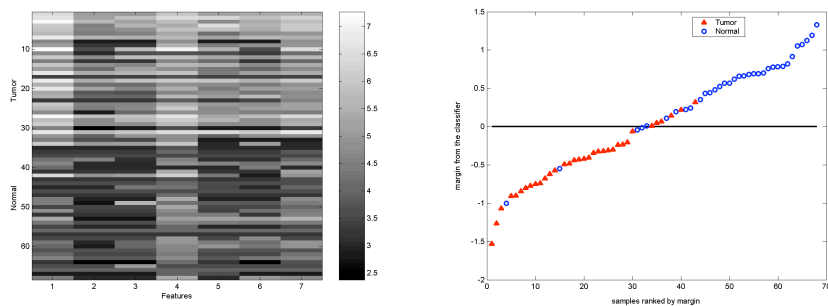 Tumor
Normal
10
20
30
40
50
60
1 2 3 4 5 6 7
Features
7
6.5
6
5.5
5
4.5
4
3.5
3
2.5
margin from the classifier
1.5
1
0.5
0
-0.5
-1
-1.5
-2
Tumor
Normal
0 10 20 30 40 50 60 70
samples ranked by margin